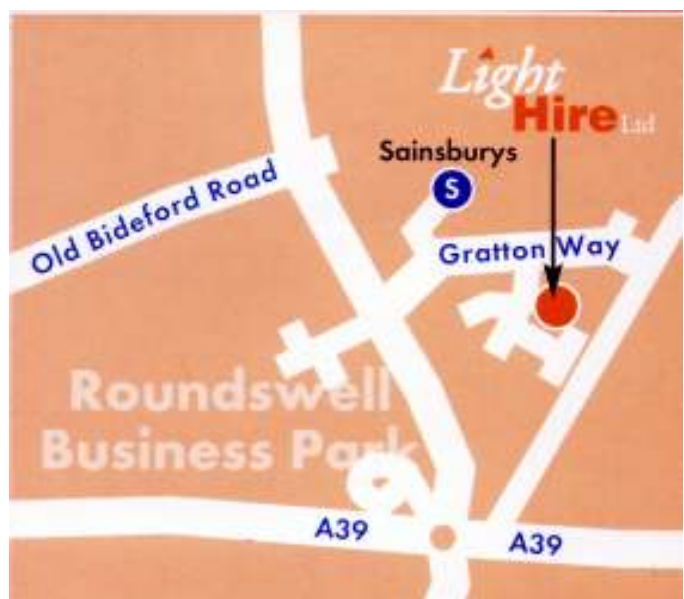 Light
Hire Ltd
Sainsburys
S
Old Bideford Road
Gratton Way
Roundswell
Business Park
A39
A39